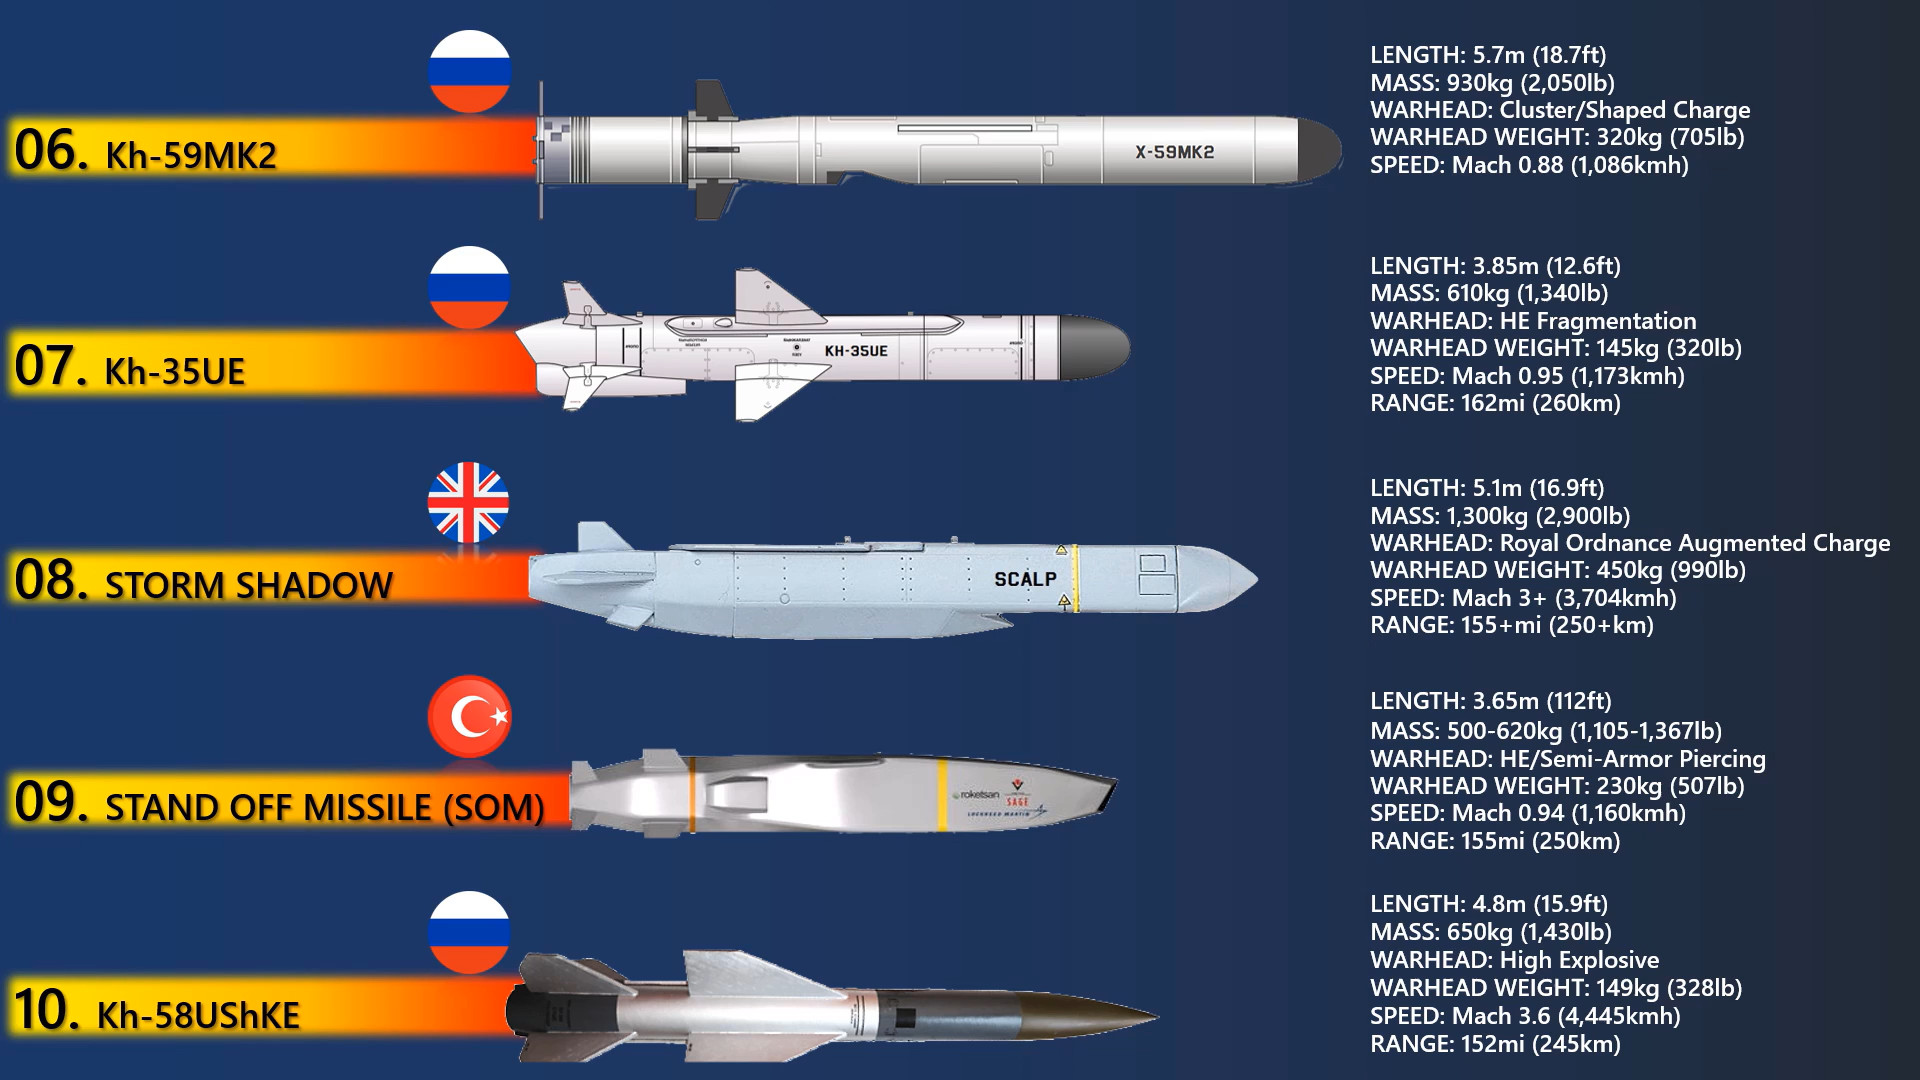 06. Kh-59MK2
X-59MK2
LENGTH: 5.7m (18.7ft)
MASS: 930kg (2,050lb)
WARHEAD: Cluster/Shaped Charge
WARHEAD WEIGHT: 320kg (705lb)
SPEED: Mach 0.88 (1,086kmh)
07. Kh-35UE
KH-35UE
LENGTH: 3.85m (12.6ft)
MASS: 610kg (1,340lb)
WARHEAD: HE Fragmentation
WARHEAD WEIGHT: 145kg (320lb)
SPEED: Mach 0.95 (1,173kmh)
RANGE: 162mi (260km)
08. STORM SHADOW
SCALP
LENGTH: 5.1m (16.9ft)
MASS: 1,300kg (2,900lb)
WARHEAD: Royal Ordnance Augmented Charge
WARHEAD WEIGHT: 450kg (990lb)
SPEED: Mach 3+ (3,704kmh)
RANGE: 155+mi (250+km)
09. STAND OFF MISSILE (SOM)
roketsan
SAGE
LOCKHEED MARTIN
LENGTH: 3.65m (112ft)
MASS: 500-620kg (1,105-1,367lb)
WARHEAD: HE/Semi-Armor Piercing
WARHEAD WEIGHT: 230kg (507lb)
SPEED: Mach 0.94 (1,160kmh)
RANGE: 155mi (250km)
10. Kh-58UShKE
LENGTH: 4.8m (15.9ft)
MASS: 650kg (1,430lb)
WARHEAD: High Explosive
WARHEAD WEIGHT: 149kg (328lb)
SPEED: Mach 3.6 (4,445kmh)
RANGE: 152mi (245km)